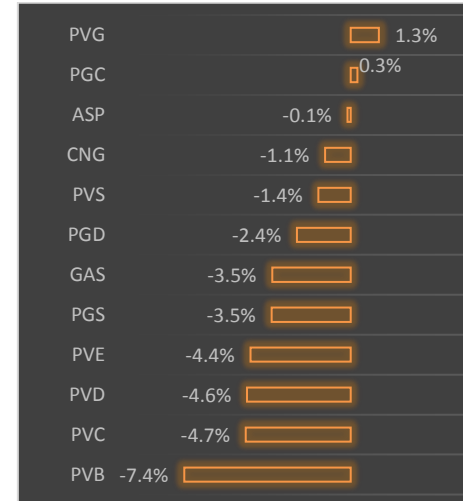 PVG 1.3%
PGC 0.3%
ASP -0.1%
CNG -1.1%
PVS -1.4%
PGD -2.4%
GAS -3.5%
PGS -3.5%
PVE -4.4%
PVD -4.6%
PVC -4.7%
PVB -7.4%